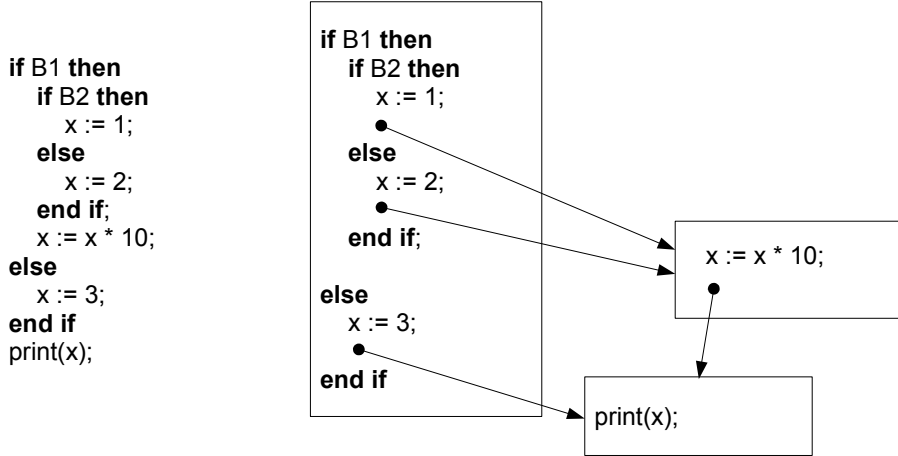 if B1 then
if B2 then
x := 1;
else
x := 2;
end if;
x := x * 10;
else
x := 3;
end if
print(x);
if B1 then
if B2 then
x := 1;
else
x := 2;
end if;
else
x := 3;
end if
x := x * 10;
print(x);